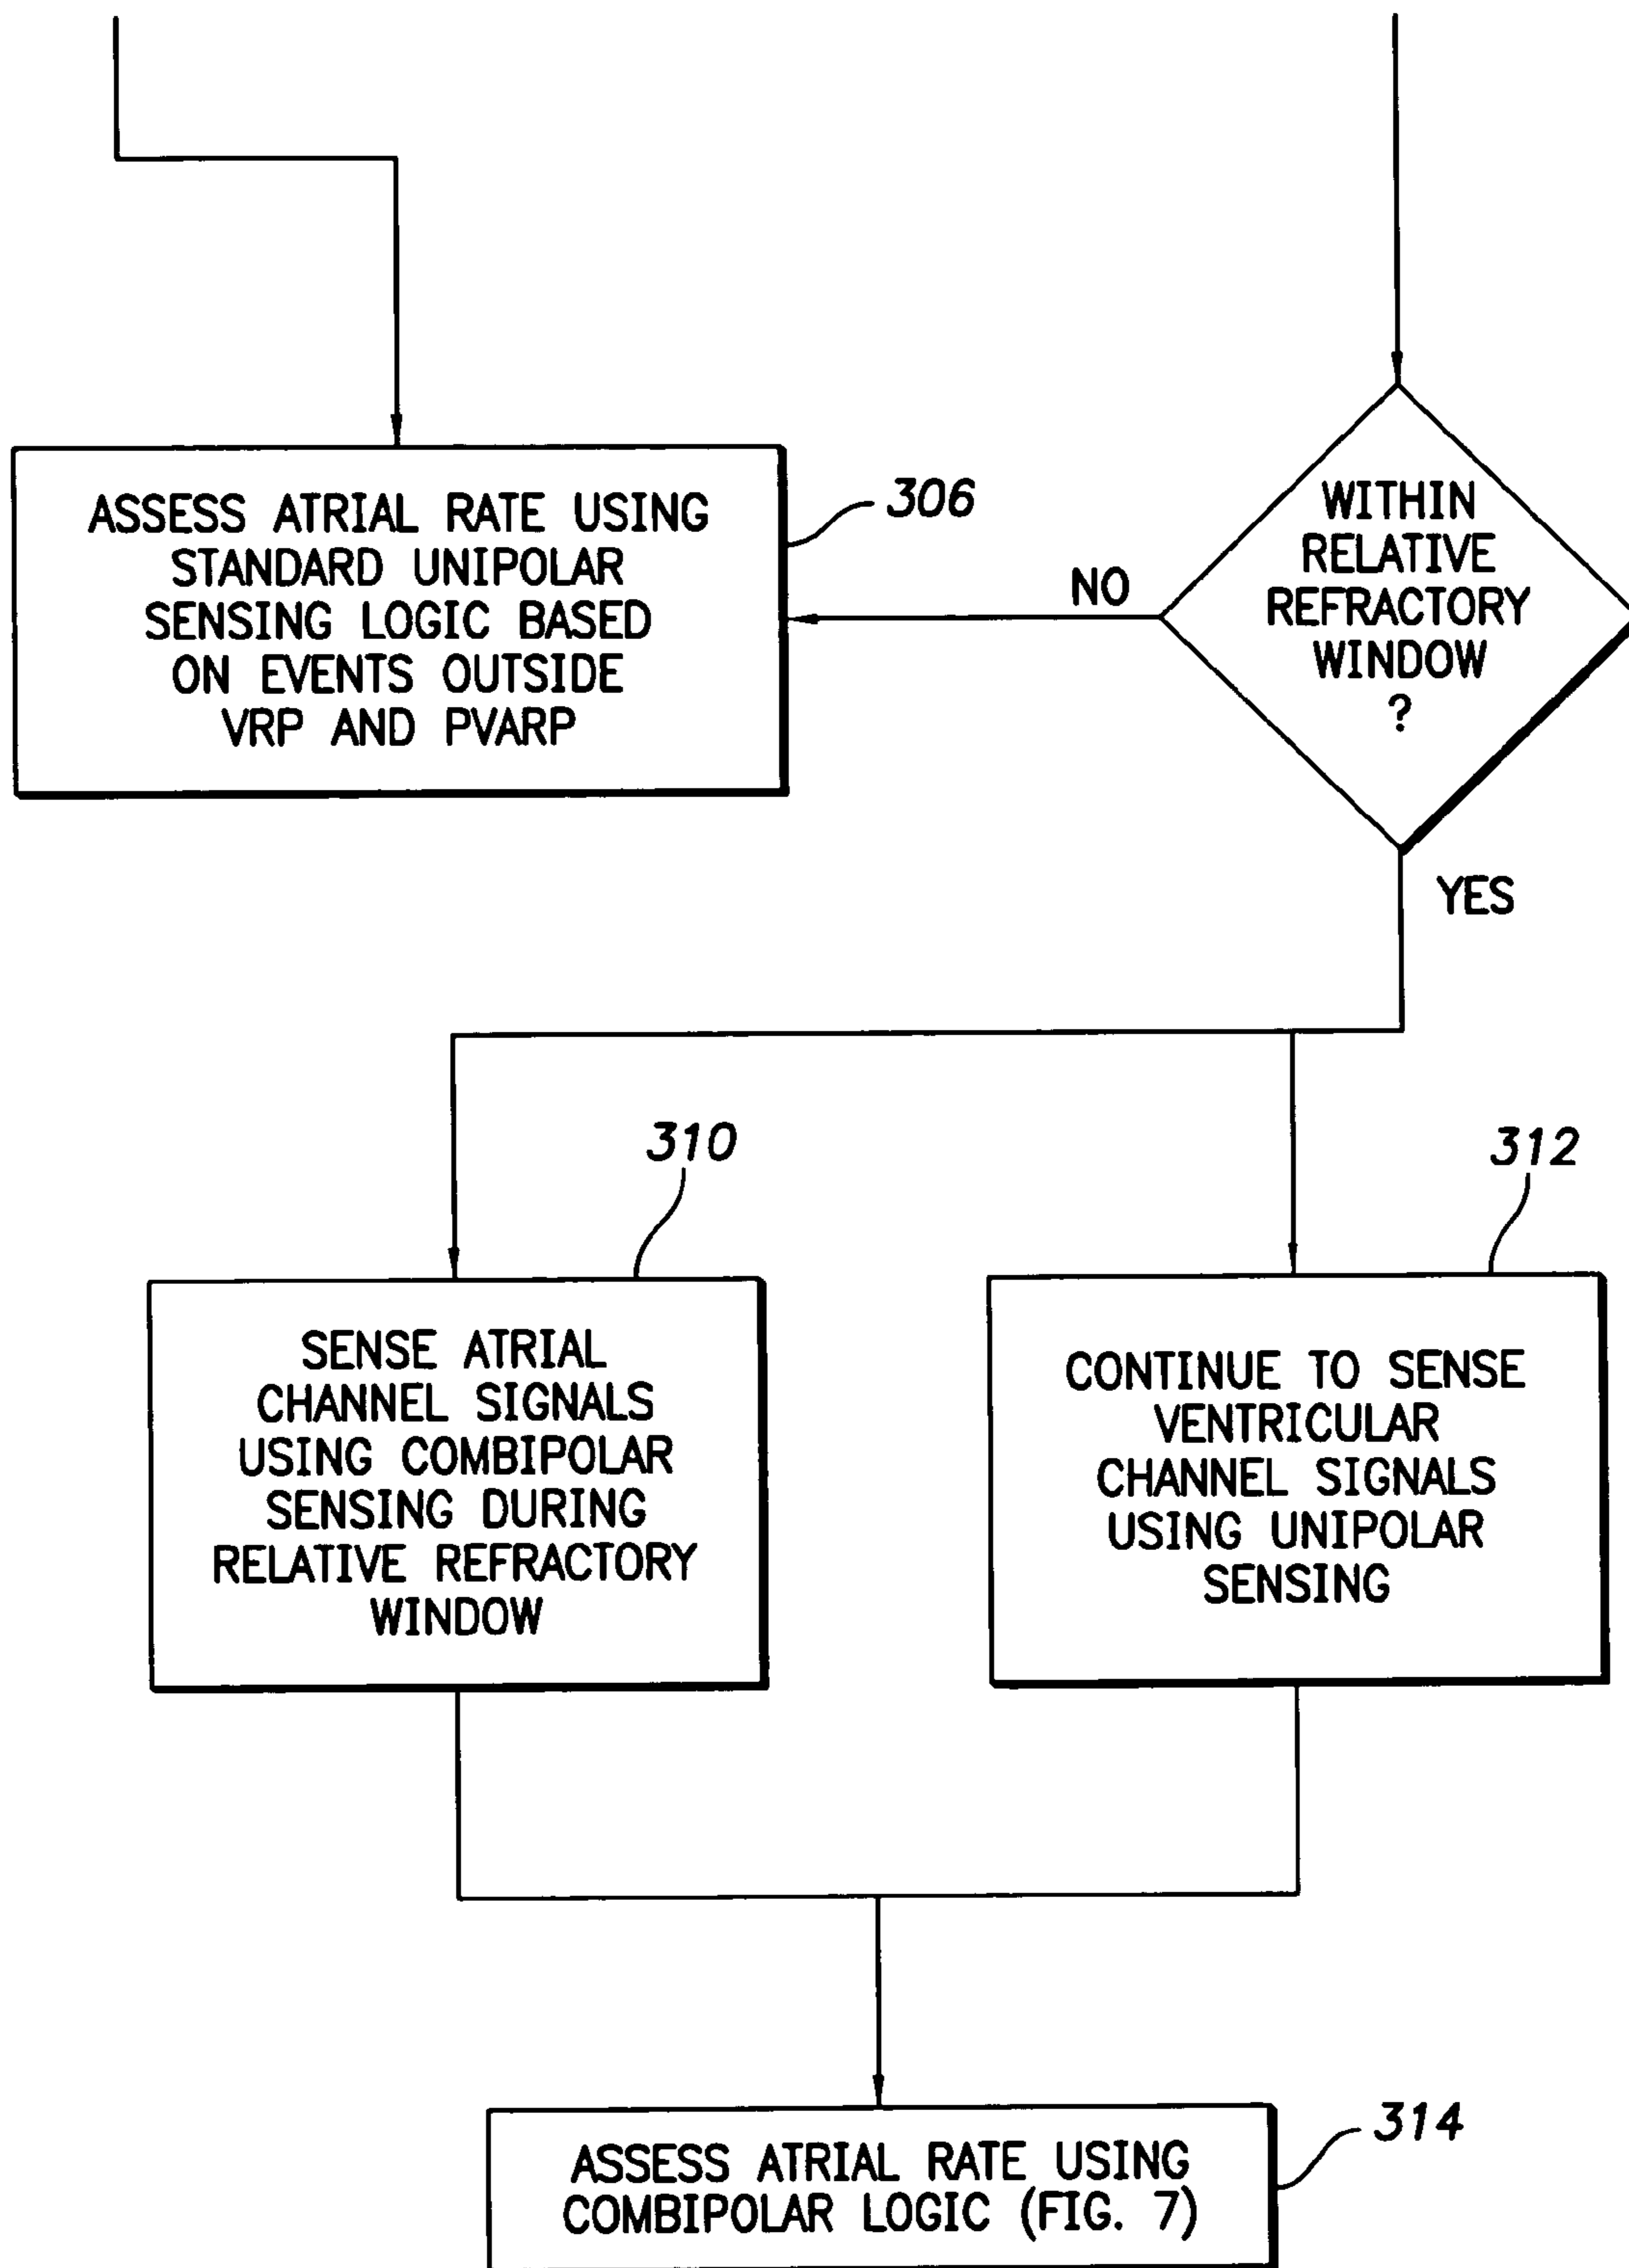 ASSESS ATRIAL RATE USING
STANDARD UNIPOLAR
SENSING LOGIC BASED
ON EVENTS OUTSIDE
VRP AND PVARP
306
NO
WITHIN
RELATIVE
REFRACTORY
WINDOW
?
YES
310
312
SENSE ATRIAL
CHANNEL SIGNALS
USING COMBIPOLAR
SENSING DURING
RELATIVE REFRACTORY
WINDOW
CONTINUE TO SENSE
VENTRICULAR
CHANNEL SIGNALS
USING UNIPOLAR
SENSING
314
ASSESS ATRIAL RATE USING
COMBIPOLAR LOGIC (FIG. 7)